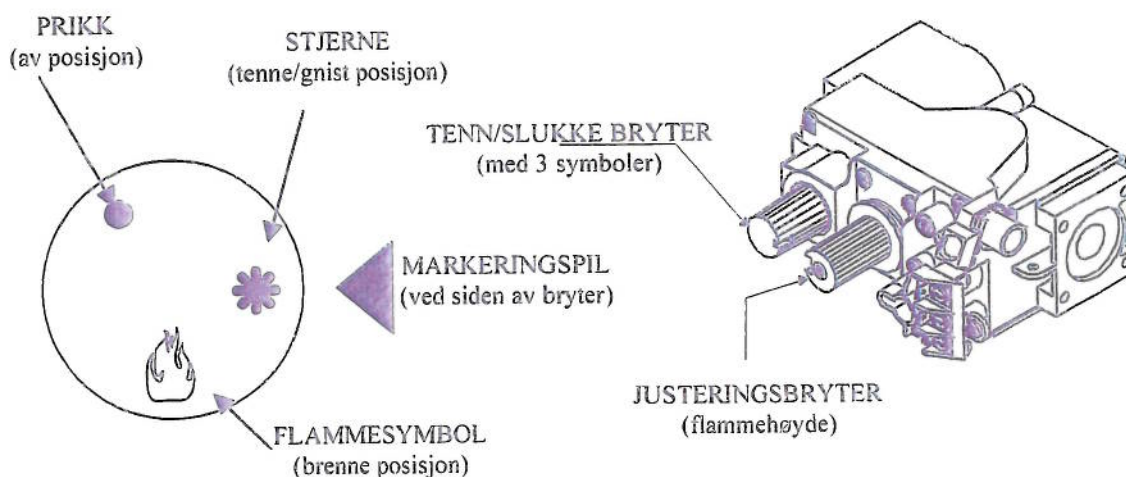 PRIKK
(av posisjon)
STJERNE
(tenne/gnist posisjon)
TENN/SLUKKE BRYTER
(med 3 symboler)
MARKERINGSPIL
(ved siden av bryter)
JUSTERINGSBRYTER
(flammehøyde)
FLAMMESYMBOL
(brenne posisjon)